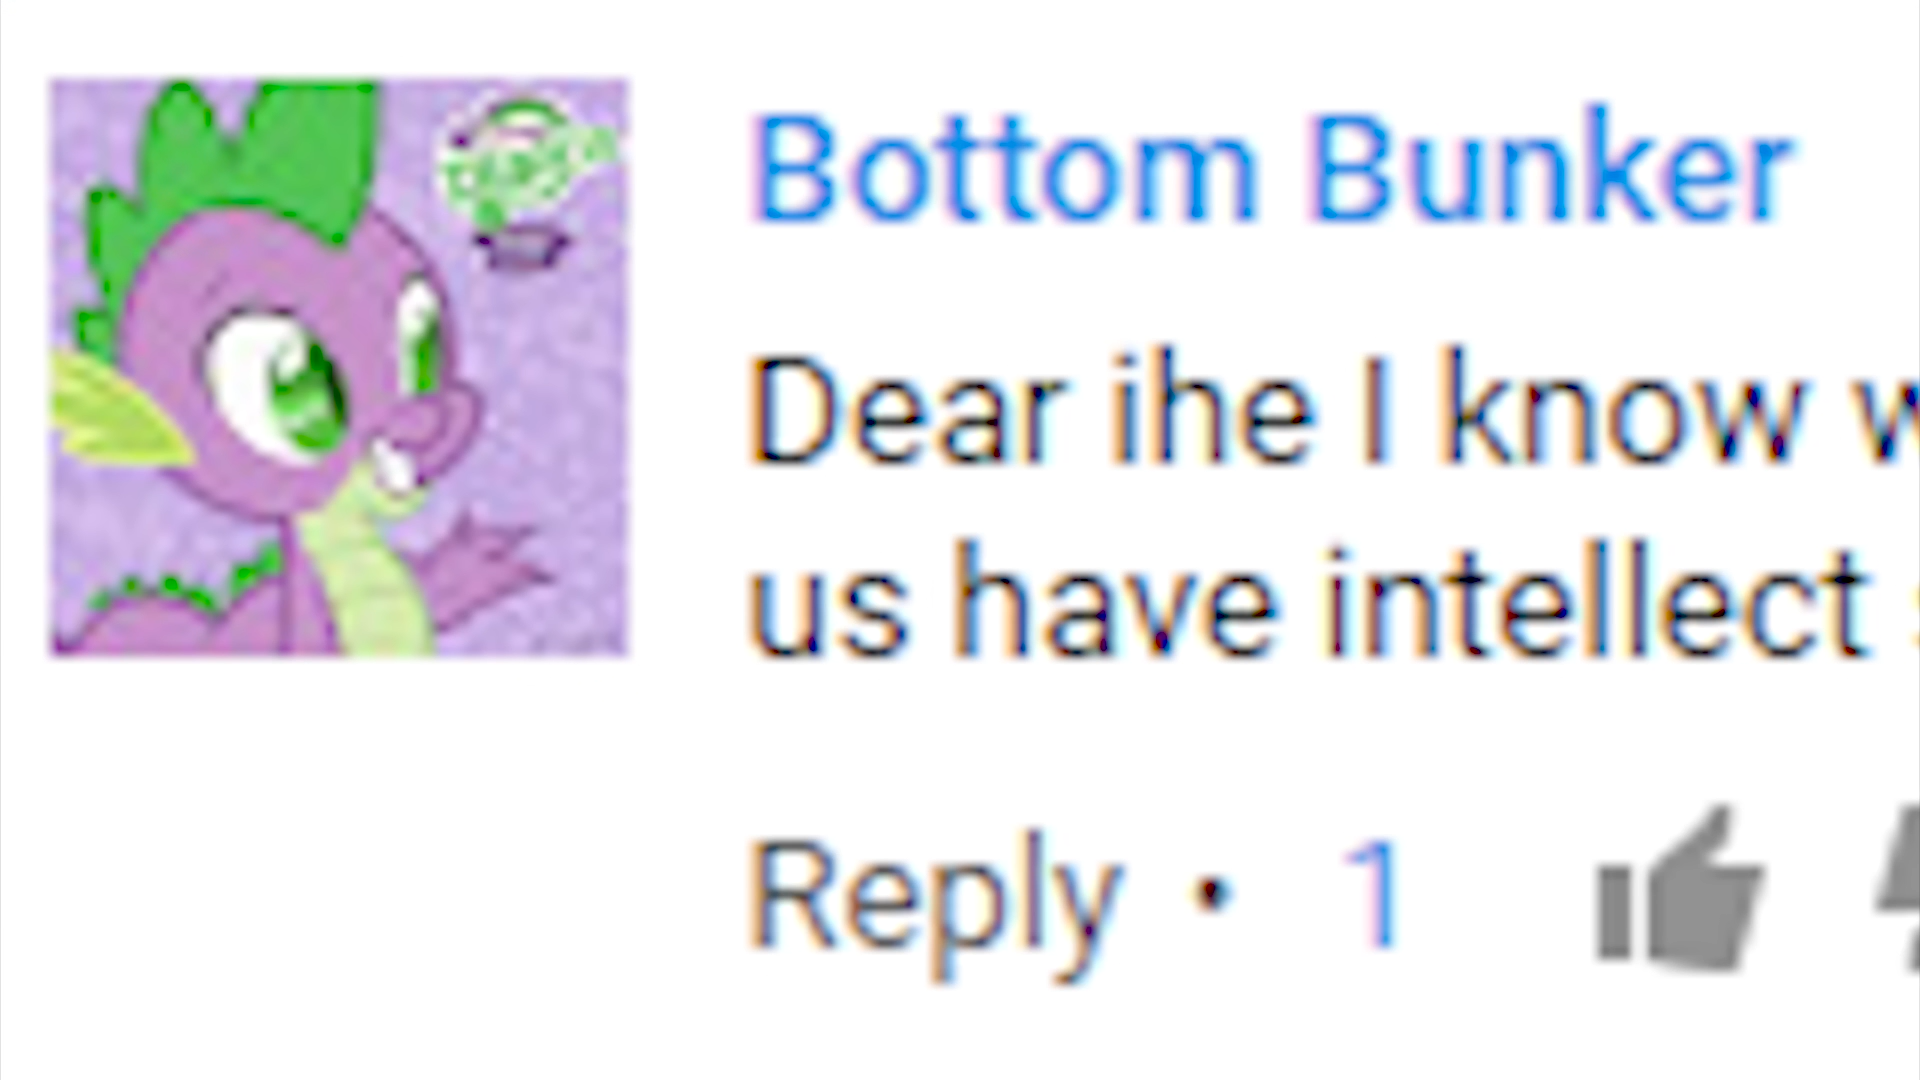 Bottom Bunker
Dear ihe I know
us have intellect
Reply • 1